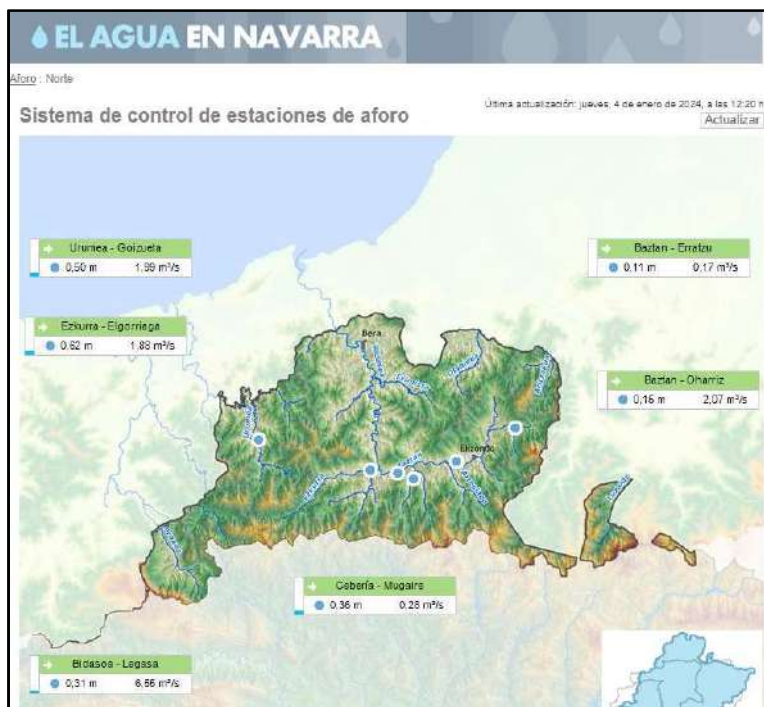 EL AGUA EN NAVARRA
Aforo : Norte
Sistema de control de estaciones de aforo
Última actualización: jueves, 4 de enero de 2024, a las 12:20 h
Actualizar
Urumea - Goizueta
0,50 m 1,99 m³/s
Baztan - Erratzu
0,11 m 0,17 m³/s
Ezkurra - Elgorriaga
0,62 m 1,88 m³/s
Bera
Baztan - Oharriz
0,15 m 2,07 m³/s
Elizondo
Ceberia - Mugaire
0,36 m 0,28 m³/s
Bidasoa - Legasa
0,31 m 6,55 m³/s